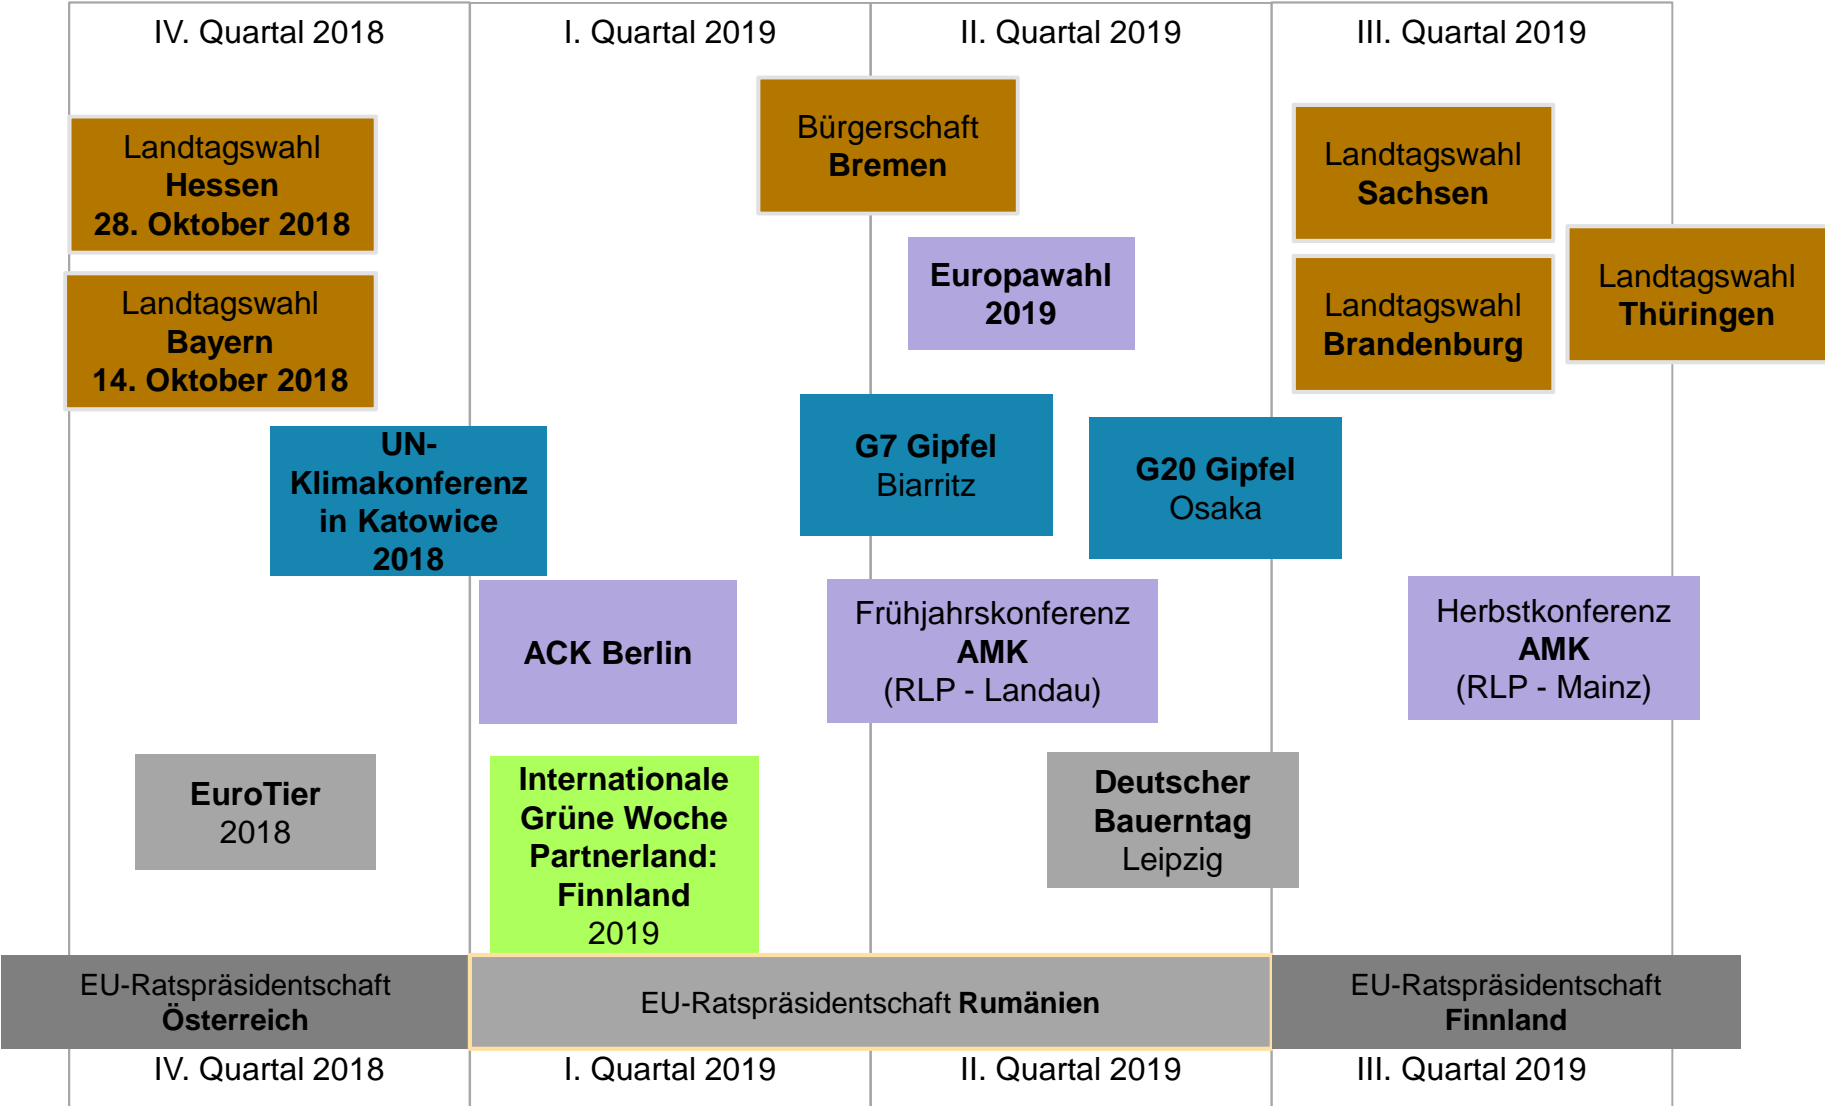 IV. Quartal 2018
I. Quartal 2019
II. Quartal 2019
III. Quartal 2019
Bürgerschaft
Bremen
Landtagswahl
Hessen
28. Oktober 2018
Landtagswahl
Sachsen
Landtagswahl
Bayern
14. Oktober 2018
Europawahl
2019
Landtagswahl
Brandenburg
Landtagswahl
Thüringen
UN-
Klimakonferenz
in Katowice
2018
G7 Gipfel
Biarritz
G20 Gipfel
Osaka
ACK Berlin
Frühjahrskonferenz
AMK
(RLP - Landau)
Herbstkonferenz
AMK
(RLP - Mainz)
EuroTier
2018
Internationale
Grüne Woche
Partnerland:
Finnland
2019
Deutscher
Bauerntag
Leipzig
EU-Ratspräsidentschaft
Österreich
EU-Ratspräsidentschaft Rumänien
EU-Ratspräsidentschaft
Finnland
IV. Quartal 2018
I. Quartal 2019
II. Quartal 2019
III. Quartal 2019